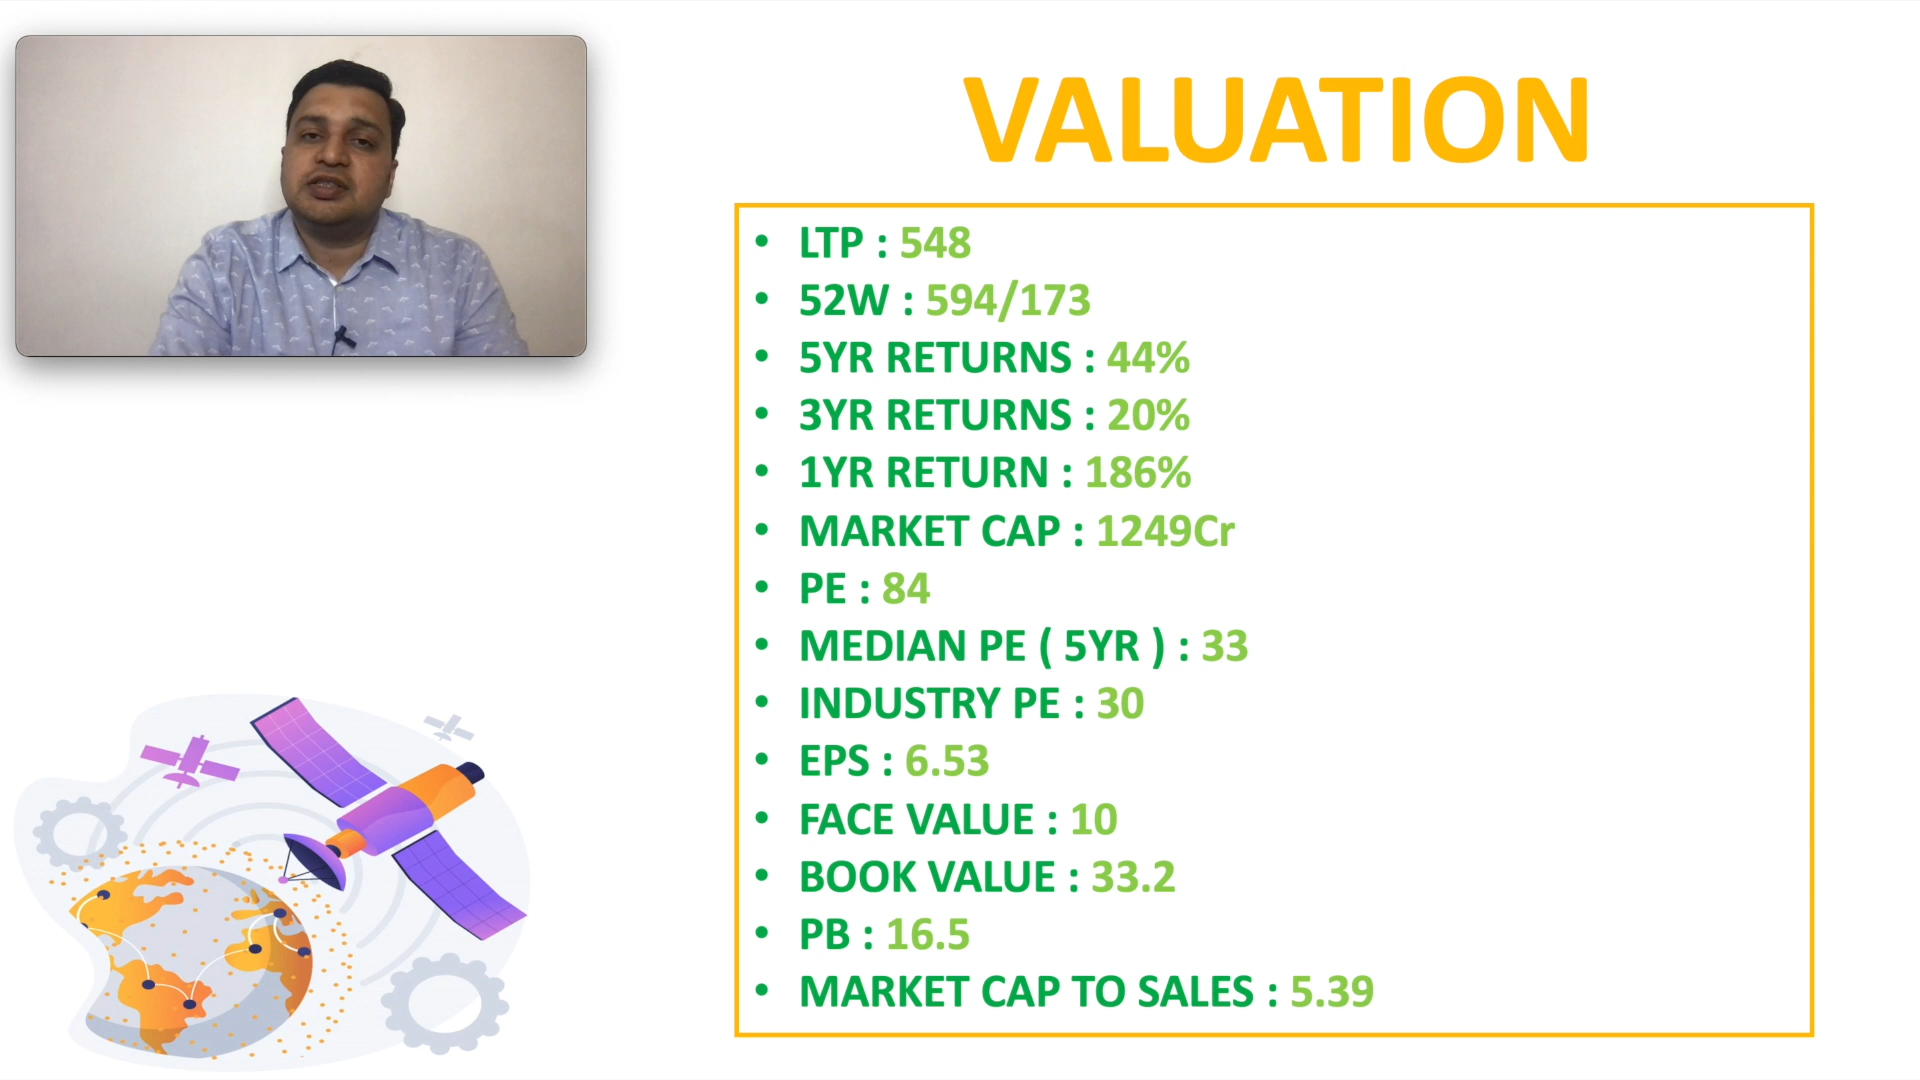 VALUATION
• LTP : 548
• 52W : 594/173
• 5YR RETURNS : 44%
• 3YR RETURNS : 20%
• 1YR RETURN : 186%
• MARKET CAP : 1249Cr
• PE : 84
• MEDIAN PE ( 5YR ) : 33
• INDUSTRY PE : 30
• EPS : 6.53
• FACE VALUE : 10
• BOOK VALUE : 33.2
• PB : 16.5
• MARKET CAP TO SALES : 5.39